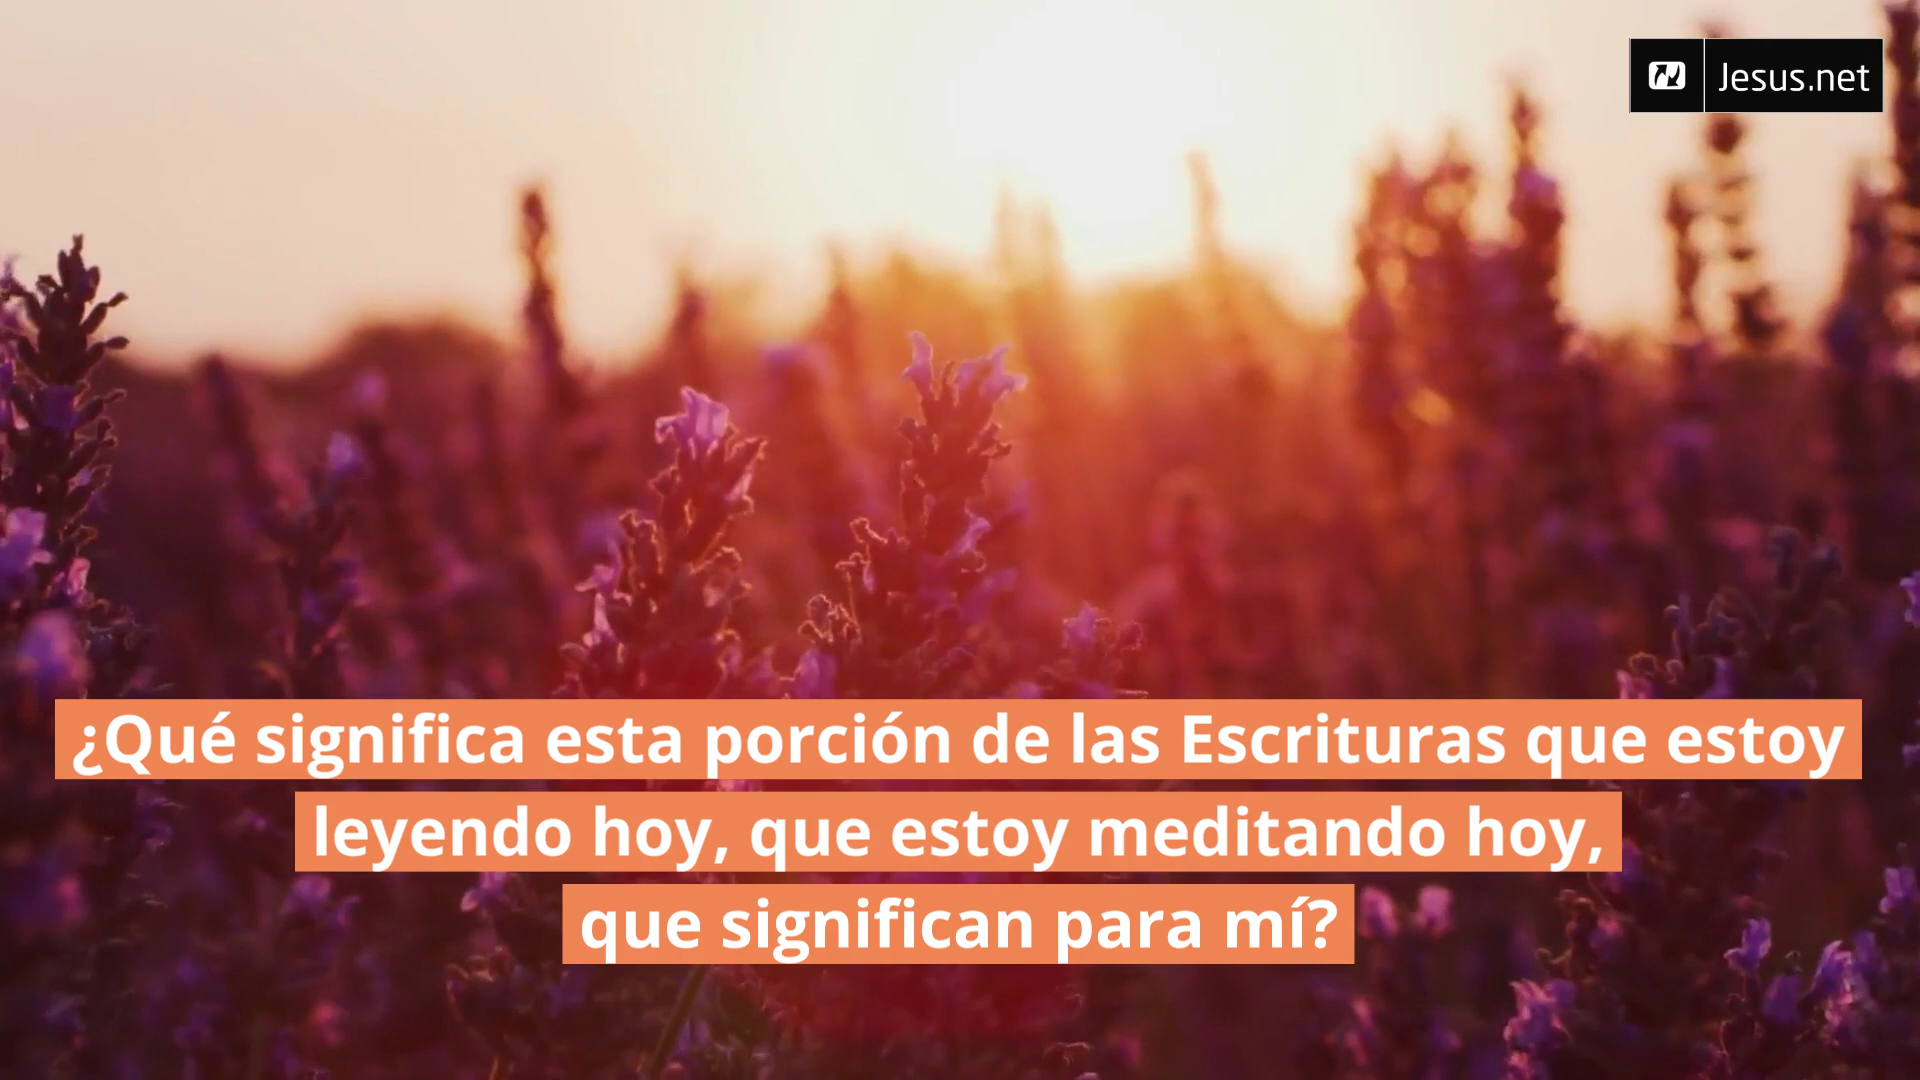 Jesus.net
¿Qué significa esta porción de las Escrituras que estoy
leyendo hoy, que estoy meditando hoy,
que significan para mí?